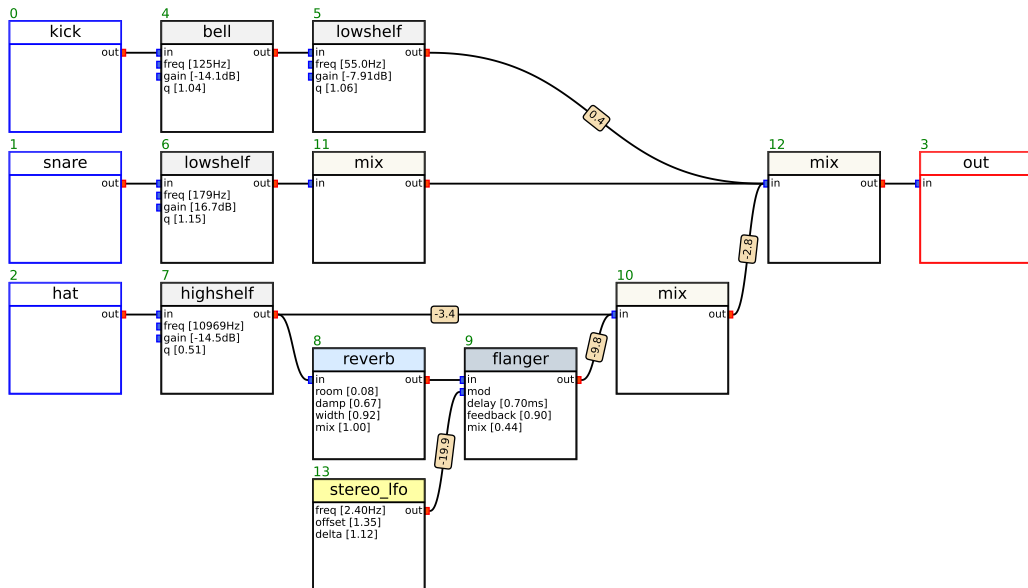 0
kick
out
4
bell
in out
freq [125Hz]
gain [-14.1dB]
q [1.04]
5
lowshelf
in out
freq [55.0Hz]
gain [-7.91dB]
q [1.06]
0.4
1
snare
out
6
lowshelf
in out
freq [179Hz]
gain [16.7dB]
q [1.15]
11
mix
in out
12
mix
in out
3
out
in
-2.8
2
hat
out
7
highshelf
in out
freq [10969Hz]
gain [-14.5dB]
q [0.51]
-3.4
10
mix
in out
-9.8
8
reverb
in out
room [0.08]
damp [0.67]
width [0.92]
mix [1.00]
9
flanger
in out
mod
delay [0.70ms]
feedback [0.90]
mix [0.44]
-19.9
13
stereo_lfo
freq [2.40Hz] out
offset [1.35]
delta [1.12]